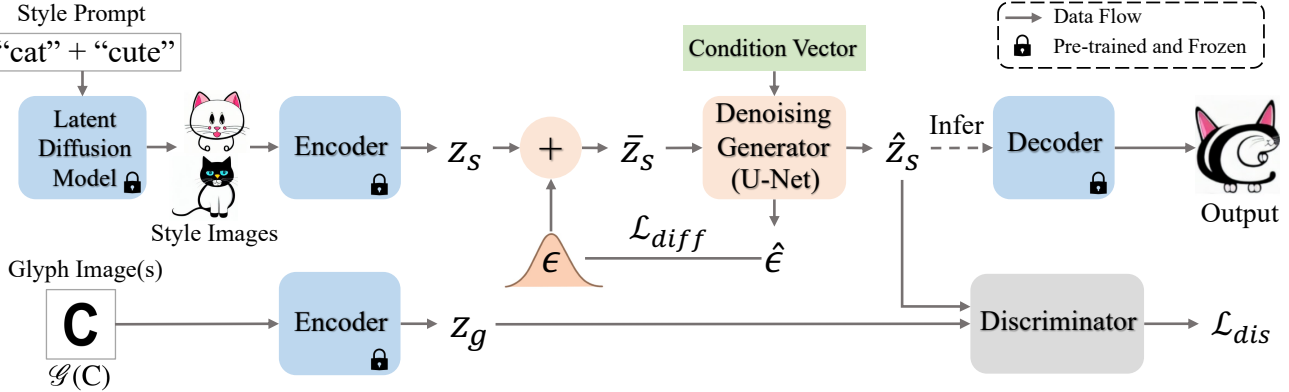 Style Prompt
“cat” + “cute”
Latent
Diffusion
Model
Style Images
Encoder
z_s
+
z̄_s
Condition Vector
Denoising
Generator
(U-Net)
ẑ_s
Infer
Decoder
Output
Data Flow
Pre-trained and Frozen
ϵ
ℒ_diff
ϵ̂
Glyph Image(s)
C
𝒢(C)
Encoder
z_g
Discriminator
ℒ_dis